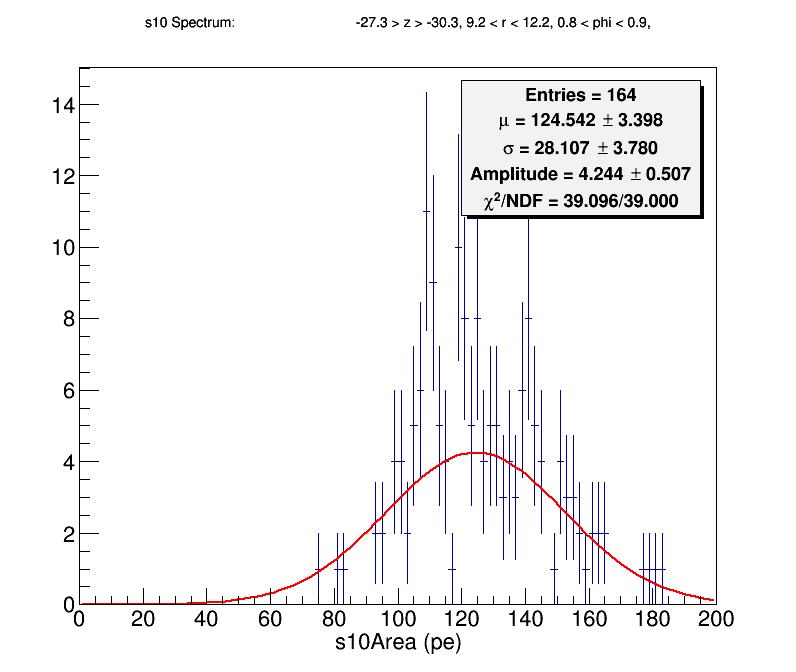 s10 Spectrum: -27.3 > z > -30.3, 9.2 < r < 12.2, 0.8 < phi < 0.9,
Entries = 164
μ = 124.542 ± 3.398
σ = 28.107 ± 3.780
Amplitude = 4.244 ± 0.507
χ²/NDF = 39.096/39.000
14
12
10
8
6
4
2
0
0 20 40 60 80 100 120 140 160 180 200
s10Area (pe)